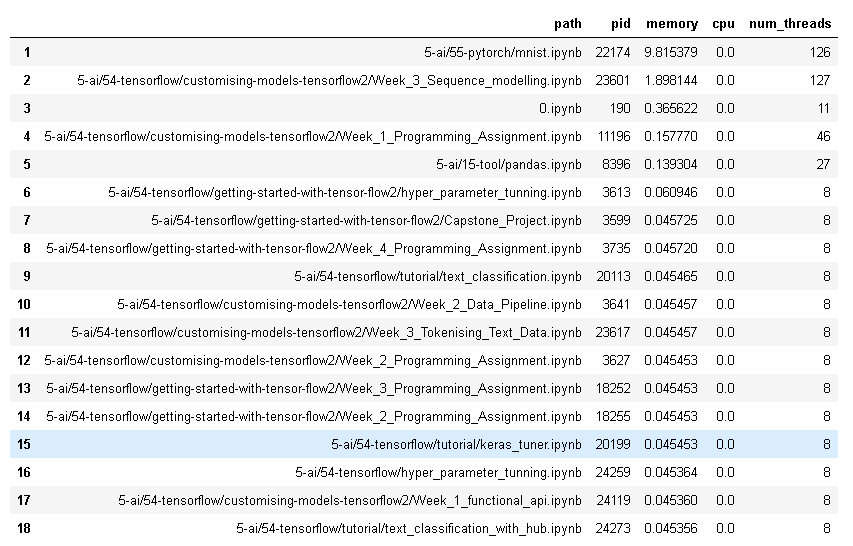 path pid memory cpu num_threads
1 5-ai/55-pytorch/mnist.ipynb 22174 9.815379 0.0 126
2 5-ai/54-tensorflow/customising-models-tensorflow2/Week_3_Sequence_modelling.ipynb 23601 1.898144 0.0 127
3 0.ipynb 190 0.365622 0.0 11
4 5-ai/54-tensorflow/customising-models-tensorflow2/Week_1_Programming_Assignment.ipynb 11196 0.157770 0.0 46
5 5-ai/15-tool/pandas.ipynb 8396 0.139304 0.0 27
6 5-ai/54-tensorflow/getting-started-with-tensor-flow2/hyper_parameter_tunning.ipynb 3613 0.060946 0.0 8
7 5-ai/54-tensorflow/getting-started-with-tensor-flow2/Capstone_Project.ipynb 3599 0.045725 0.0 8
8 5-ai/54-tensorflow/getting-started-with-tensor-flow2/Week_4_Programming_Assignment.ipynb 3735 0.045720 0.0 8
9 5-ai/54-tensorflow/tutorial/text_classification.ipynb 20113 0.045465 0.0 8
10 5-ai/54-tensorflow/customising-models-tensorflow2/Week_2_Data_Pipeline.ipynb 3641 0.045457 0.0 8
11 5-ai/54-tensorflow/customising-models-tensorflow2/Week_3_Tokenising_Text_Data.ipynb 23617 0.045457 0.0 8
12 5-ai/54-tensorflow/customising-models-tensorflow2/Week_2_Programming_Assignment.ipynb 3627 0.045453 0.0 8
13 5-ai/54-tensorflow/getting-started-with-tensor-flow2/Week_3_Programming_Assignment.ipynb 18252 0.045453 0.0 8
14 5-ai/54-tensorflow/getting-started-with-tensor-flow2/Week_2_Programming_Assignment.ipynb 18255 0.045453 0.0 8
15 5-ai/54-tensorflow/tutorial/keras_tuner.ipynb 20199 0.045453 0.0 8
16 5-ai/54-tensorflow/hyper_parameter_tunning.ipynb 24259 0.045364 0.0 8
17 5-ai/54-tensorflow/customising-models-tensorflow2/Week_1_functional_api.ipynb 24119 0.045360 0.0 8
18 5-ai/54-tensorflow/tutorial/text_classification_with_hub.ipynb 24273 0.045356 0.0 8